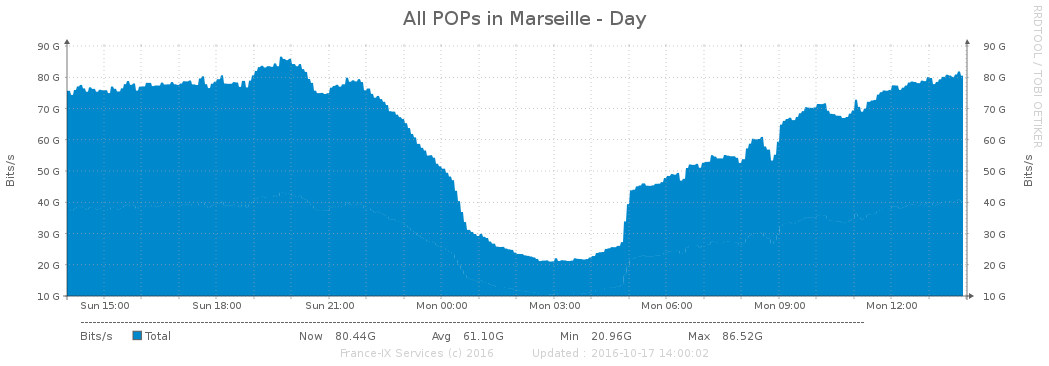 All POPs in Marseille - Day
RRDTOOL / TOBI OETIKER
90 G 90 G
80 G 80 G
70 G 70 G
60 G 60 G
50 G 50 G
40 G 40 G
30 G 30 G
20 G 20 G
10 G 10 G
Bits/s
Bits/s
Sun 15:00 Sun 18:00 Sun 21:00 Mon 00:00 Mon 03:00 Mon 06:00 Mon 09:00 Mon 12:00
Bits/s Total Now 80.44G Avg 61.10G Min 20.96G Max 86.52G
France-IX Services (c) 2016 Updated : 2016-10-17 14:00:02